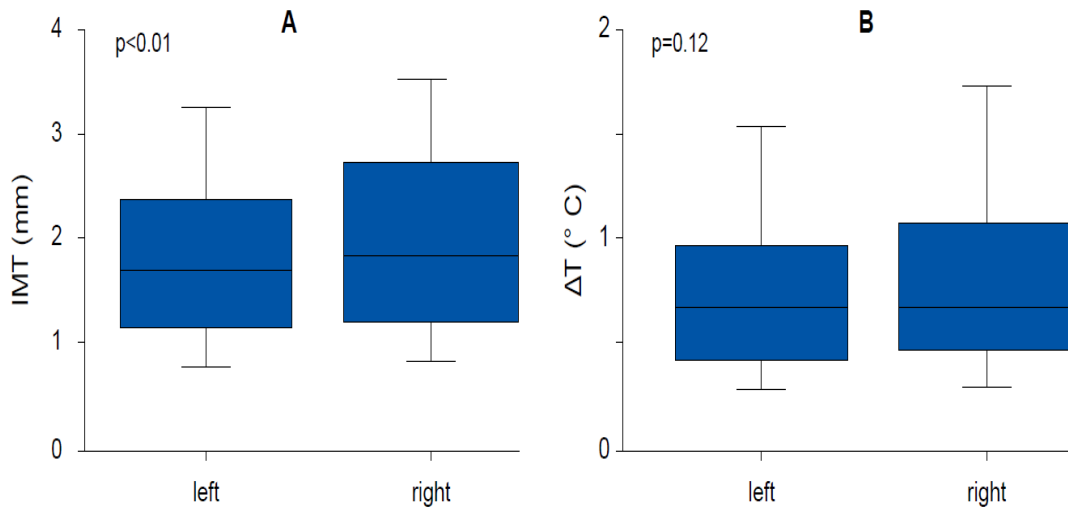 A
p<0.01
IMT (mm)
4
3
2
1
0
left
right
B
p=0.12
ΔT (° C)
2
1
0
left
right